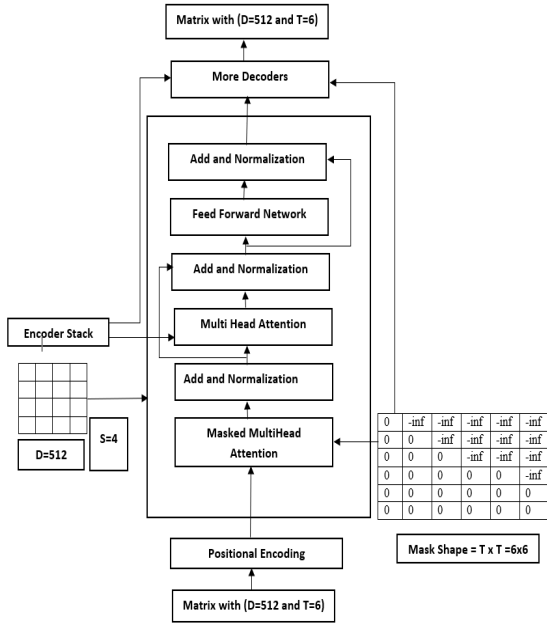 Matrix with (D=512 and T=6)
More Decoders
Add and Normalization
Feed Forward Network
Add and Normalization
Multi Head Attention
Encoder Stack
Add and Normalization
D=512
S=4
Masked MultiHead
Attention
0 -inf -inf -inf -inf -inf
0 0 -inf -inf -inf -inf
0 0 0 -inf -inf -inf
0 0 0 0 0 -inf
0 0 0 0 0 0
0 0 0 0 0 0
Mask Shape = T x T =6x6
Positional Encoding
Matrix with (D=512 and T=6)